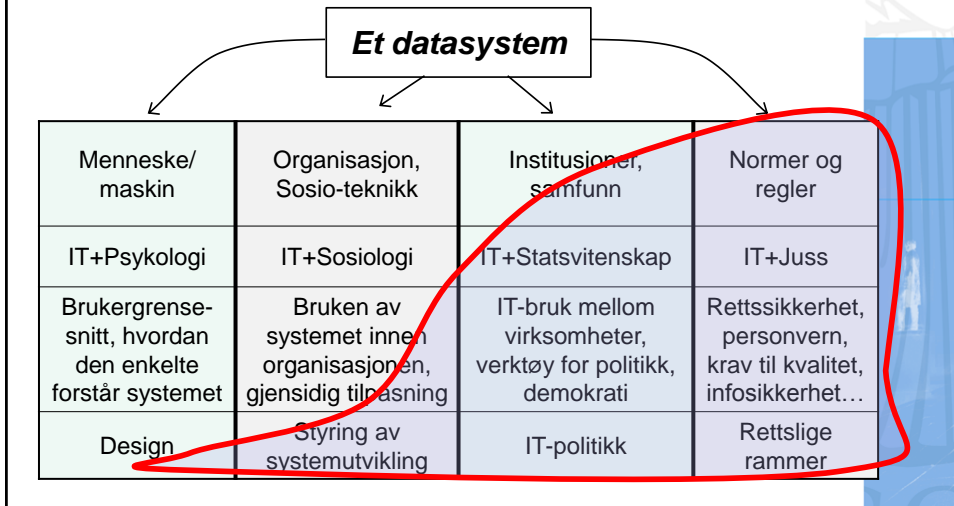 Et datasystem
Menneske/
maskin
Organisasjon,
Sosio-teknikk
Institusjoner,
samfunn
Normer og
regler
IT+Psykologi
IT+Sosiologi
IT+Statsvitenskap
IT+Juss
Brukergrense-
snitt, hvordan
den enkelte
forstår systemet
Bruken av
systemet innen
organisasjonen,
gjensidig tilpasning
IT-bruk mellom
virksomheter,
verktøy for politikk,
demokrati
Rettssikkerhet,
personvern,
krav til kvalitet,
infosikkerhet…
Design
Styring av
systemutvikling
IT-politikk
Rettslige
rammer